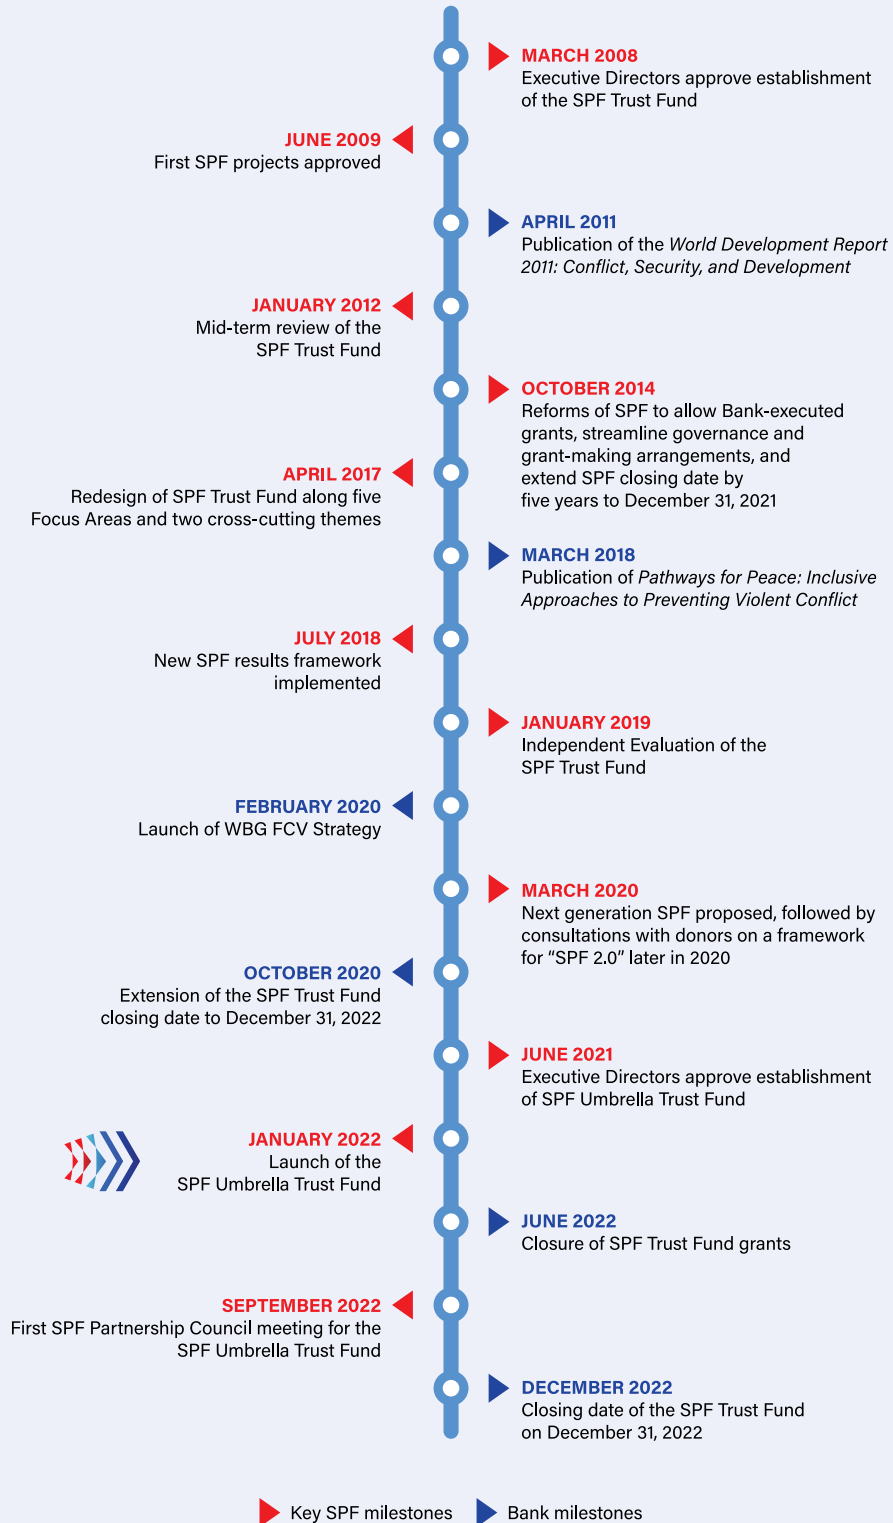 MARCH 2008
Executive Directors approve establishment
of the SPF Trust Fund
JUNE 2009
First SPF projects approved
APRIL 2011
Publication of the World Development Report
2011: Conflict, Security, and Development
JANUARY 2012
Mid-term review of the
SPF Trust Fund
OCTOBER 2014
Reforms of SPF to allow Bank-executed
grants, streamline governance and
grant-making arrangements, and
extend SPF closing date by
five years to December 31, 2021
APRIL 2017
Redesign of SPF Trust Fund along five
Focus Areas and two cross-cutting themes
MARCH 2018
Publication of Pathways for Peace: Inclusive
Approaches to Preventing Violent Conflict
JULY 2018
New SPF results framework
implemented
JANUARY 2019
Independent Evaluation of the
SPF Trust Fund
FEBRUARY 2020
Launch of WBG FCV Strategy
MARCH 2020
Next generation SPF proposed, followed by
consultations with donors on a framework
for “SPF 2.0” later in 2020
OCTOBER 2020
Extension of the SPF Trust Fund
closing date to December 31, 2022
JUNE 2021
Executive Directors approve establishment
of SPF Umbrella Trust Fund
JANUARY 2022
Launch of the
SPF Umbrella Trust Fund
JUNE 2022
Closure of SPF Trust Fund grants
SEPTEMBER 2022
First SPF Partnership Council meeting for the
SPF Umbrella Trust Fund
DECEMBER 2022
Closing date of the SPF Trust Fund
on December 31, 2022
Key SPF milestones
Bank milestones